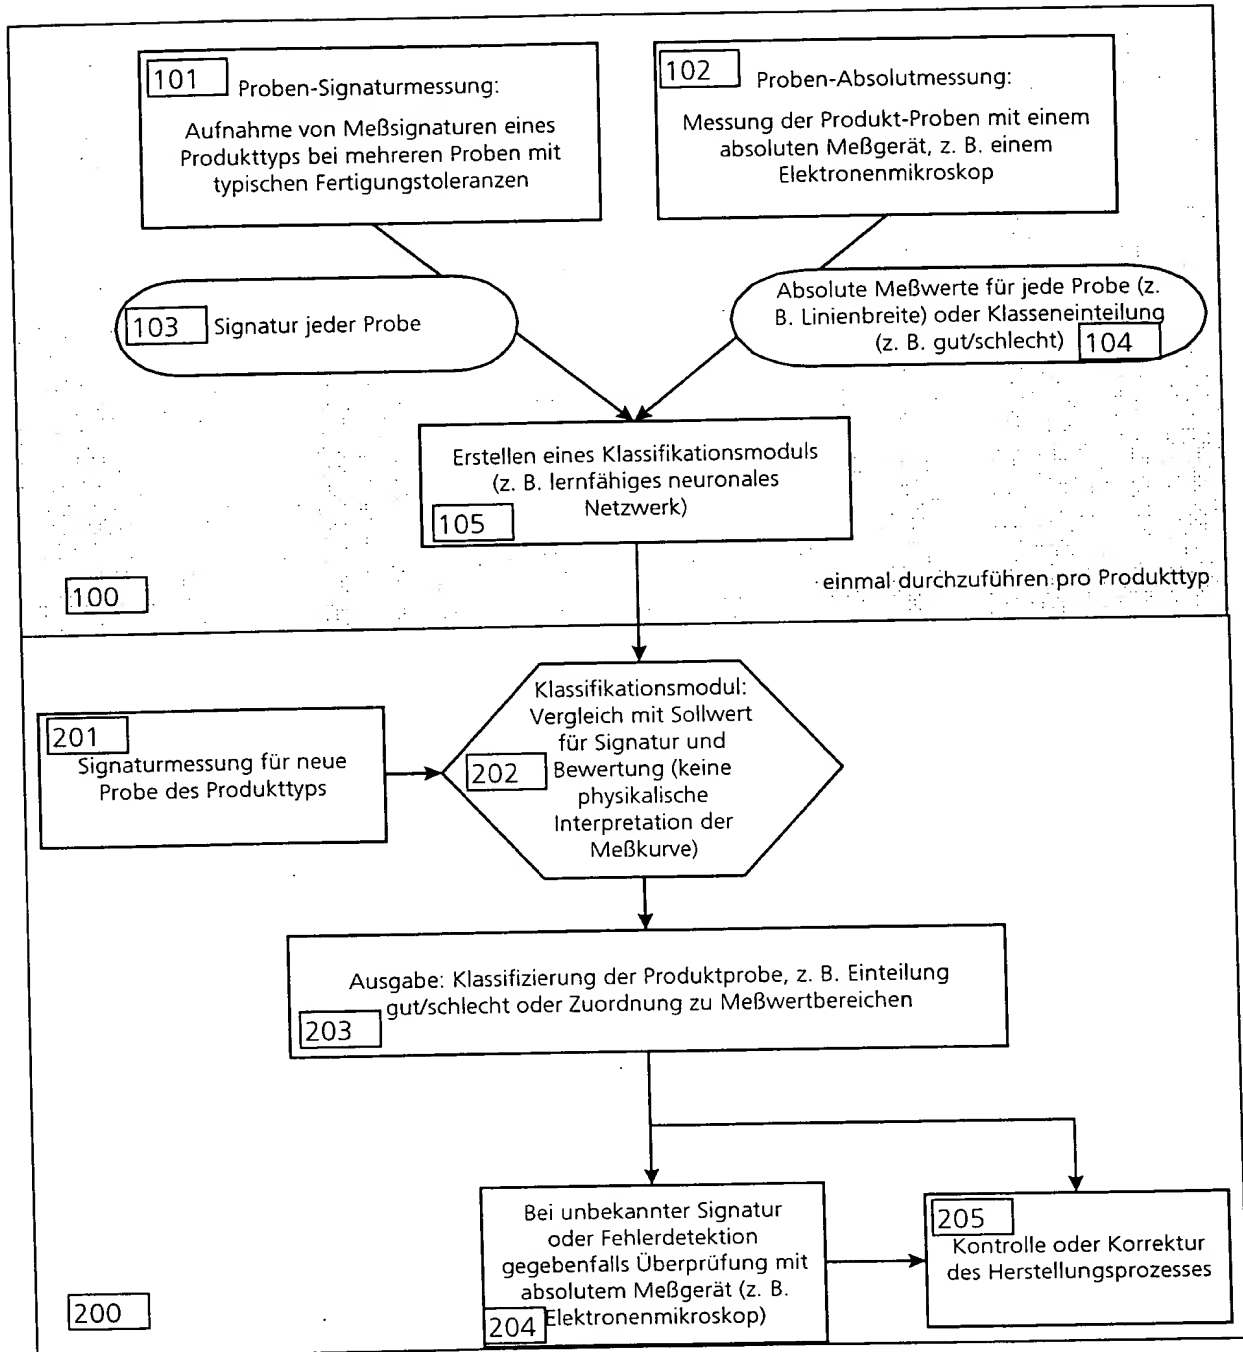 101
Proben-Signaturmessung:
Aufnahme von Meßsignaturen eines
Produkttyps bei mehreren Proben mit
typischen Fertigungstoleranzen
102
Proben-Absolutmessung:
Messung der Produkt-Proben mit einem
absoluten Meßgerät, z. B. einem
Elektronenmikroskop
103
Signatur jeder Probe
Absolute Meßwerte für jede Probe (z.
B. Linienbreite) oder Klasseneinteilung
(z. B. gut/schlecht)
104
Erstellen eines Klassifikationsmoduls
(z. B. lernfähiges neuronales
Netzwerk)
105
100
einmal durchzuführen pro Produkttyp
201
Signaturmessung für neue
Probe des Produkttyps
Klassifikationsmodul:
Vergleich mit Sollwert
für Signatur und
Bewertung (keine
physikalische
Interpretation der
Meßkurve)
202
Ausgabe: Klassifizierung der Produktprobe, z. B. Einteilung
gut/schlecht oder Zuordnung zu Meßwertbereichen
203
Bei unbekannter Signatur
oder Fehlerdetektion
gegebenfalls Überprüfung mit
absolutem Meßgerät (z. B.
Elektronenmikroskop)
204
205
Kontrolle oder Korrektur
des Herstellungsprozesses
200